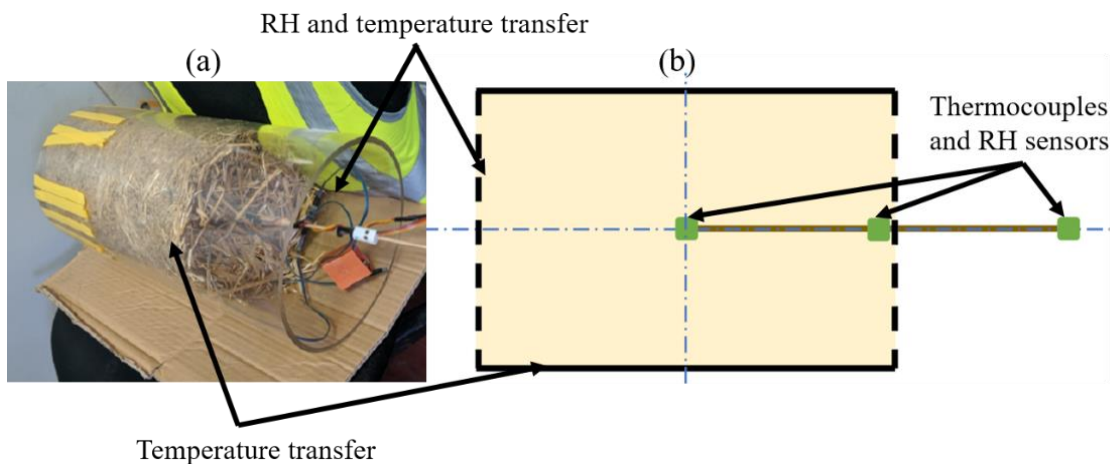 RH and temperature transfer
(a)
(b)
Thermocouples
and RH sensors
Temperature transfer